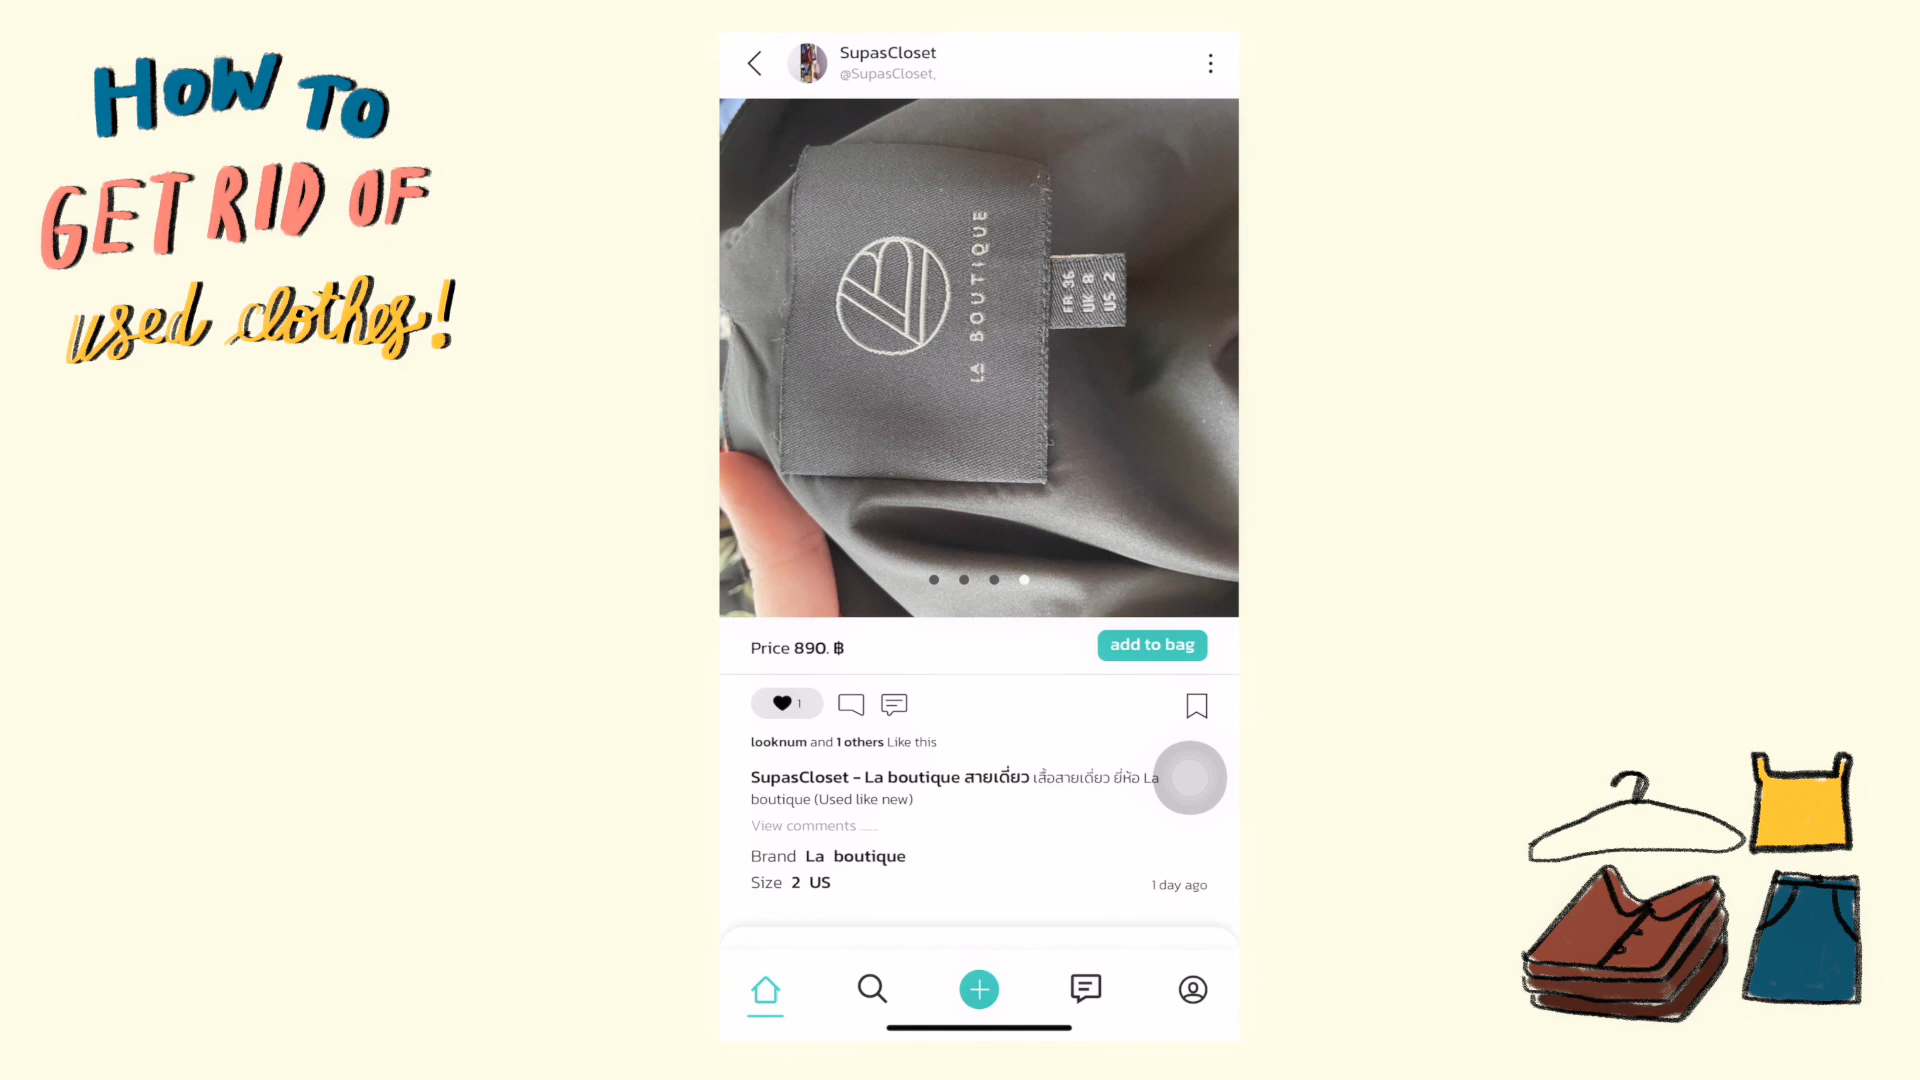 HOW TO
GET RID OF
used clothes!
SupasCloset
@SupasCloset,
LA BOUTIQUE
FR 36
UK 8
US 2
Price 890. ฿
add to bag
1
looknum and 1 others Like this
SupasCloset - La boutique สายเดี่ยว เสื้อสายเดี่ยว ยี่ห้อ La
boutique (Used like new)
View comments ......
Brand La boutique
Size 2 US
1 day ago